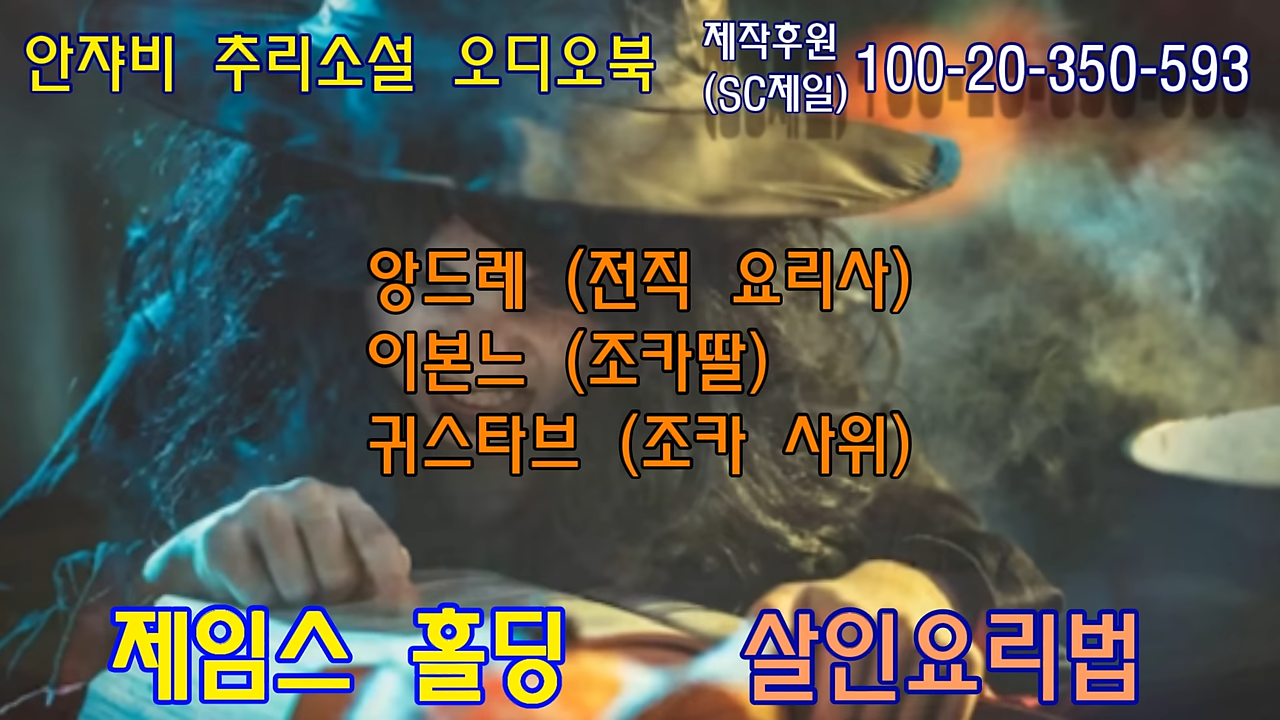 안쟈비 추리소설 오디오북
제작후원
(SC제일) 100-20-350-593
앙드레 (전직 요리사)
이본느 (조카딸)
귀스타브 (조카 사위)
제임스 홀딩 살인요리법